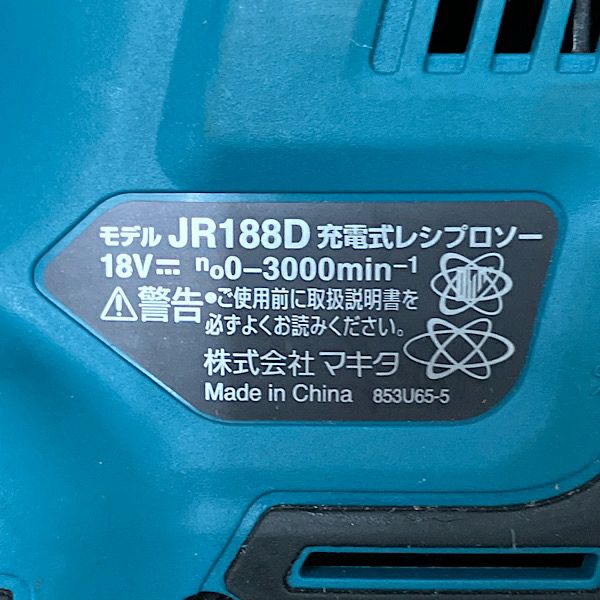 モデル JR188D 充電式レシプロソー
18V⎓ n₀0–3000min⁻¹
⚠警告 •ご使用前に取扱説明書を
必ずよくお読みください。
株式会社 マキタ
Made in China 853U65-5